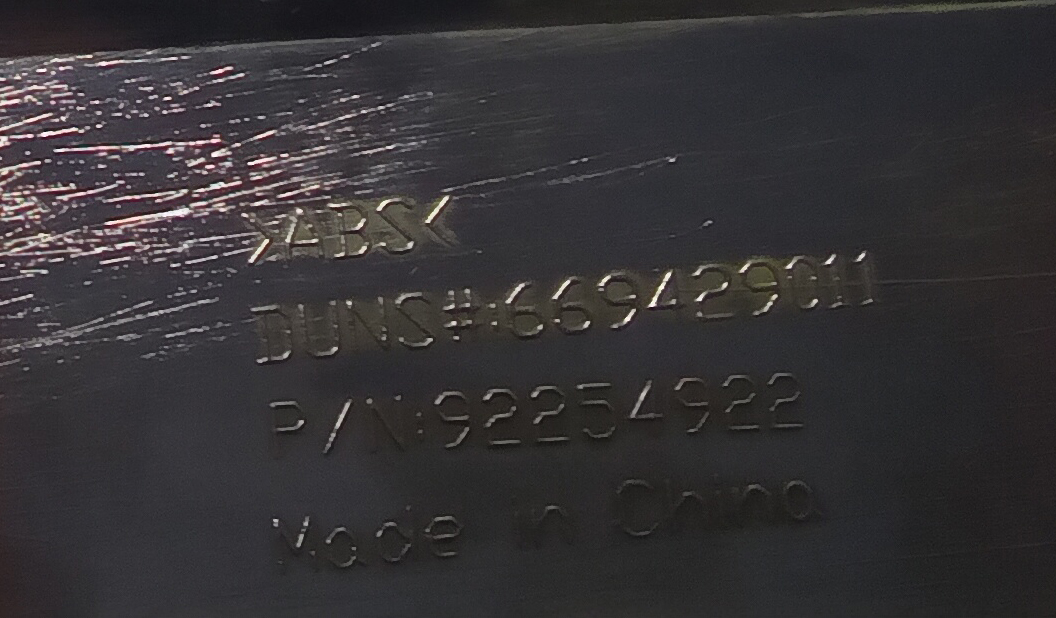 >ABS<
DUNS#:669429011
P/N:92254922
Made in China